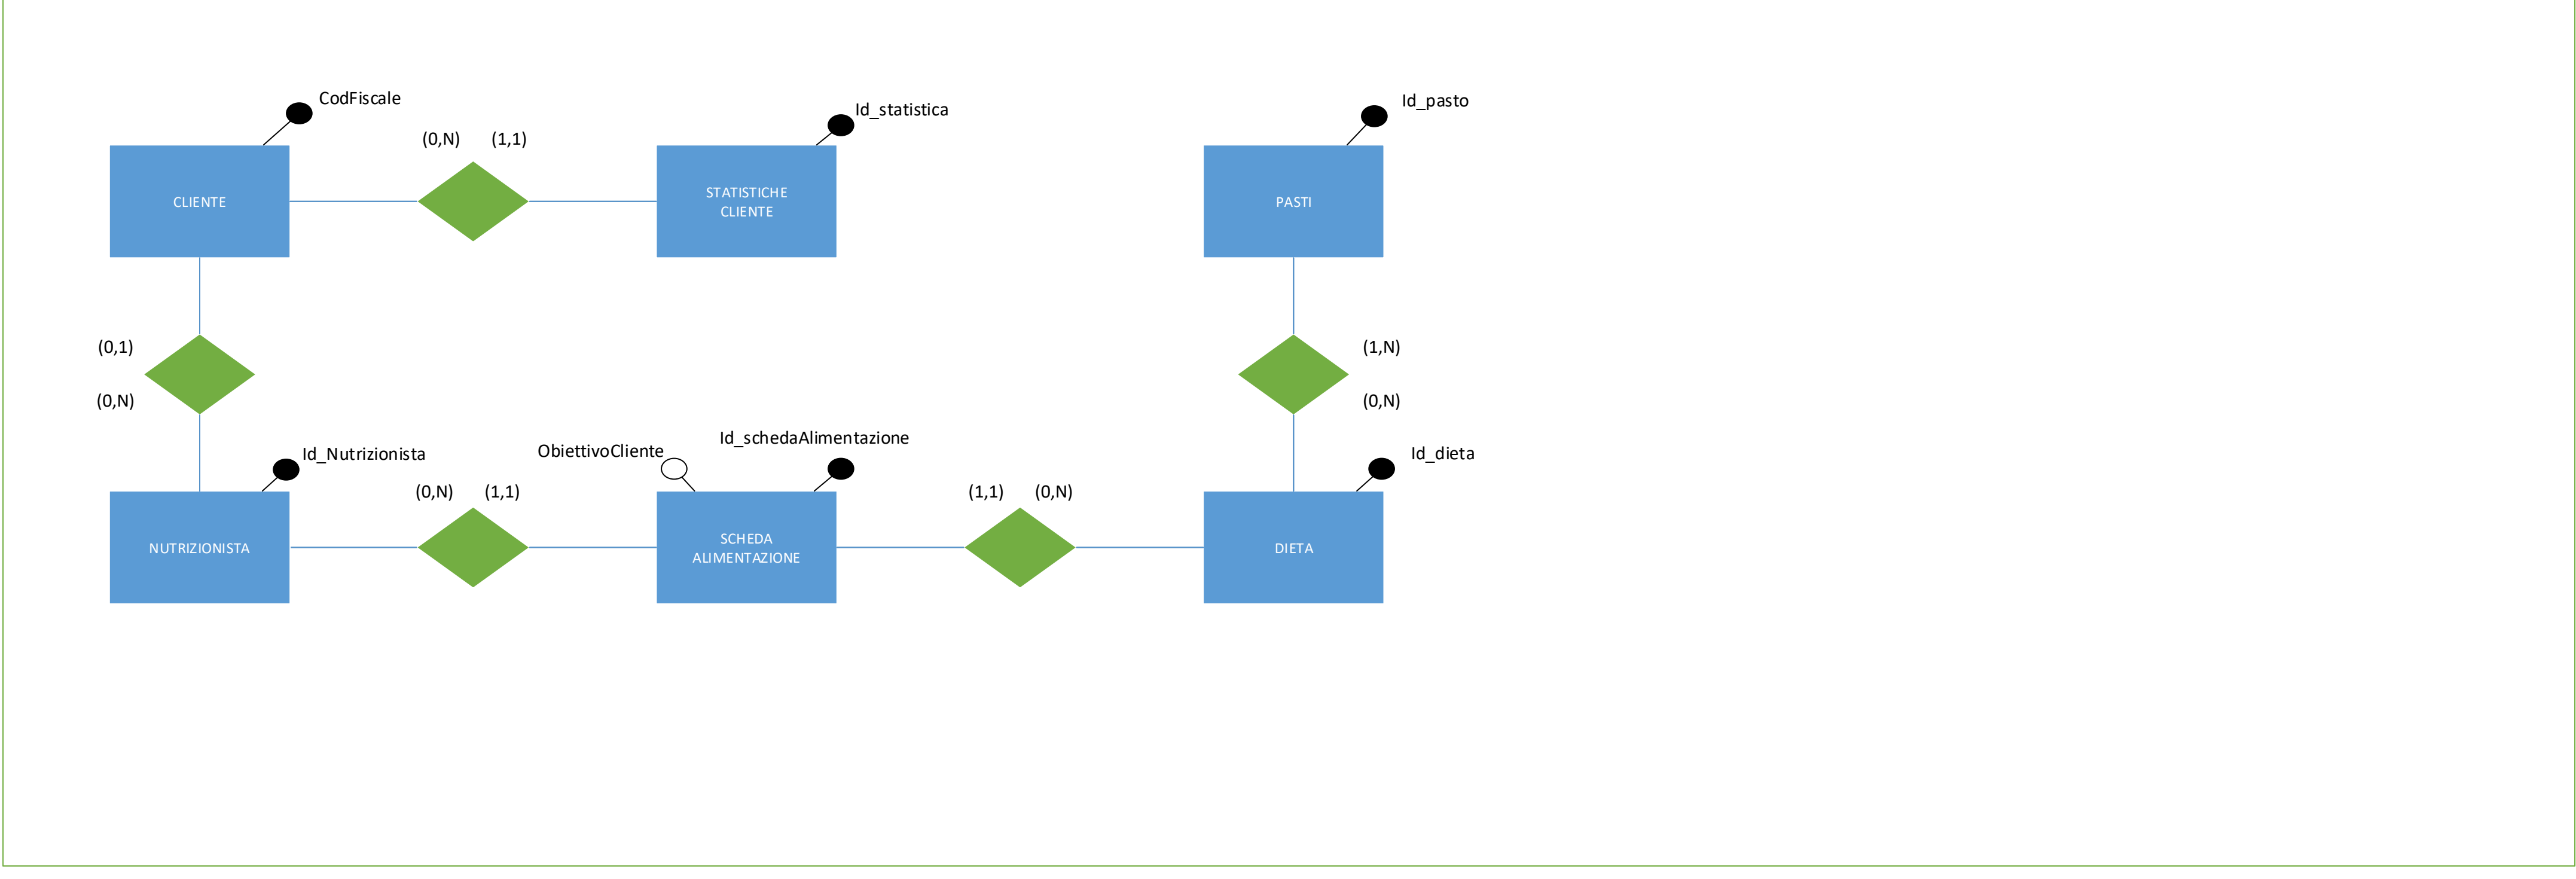 CodFiscale
Id_statistica
Id_pasto
(0,N)
(1,1)
CLIENTE
STATISTICHE
CLIENTE
PASTI
(0,1)
(0,N)
(1,N)
(0,N)
Id_Nutrizionista
ObiettivoCliente
Id_schedaAlimentazione
Id_dieta
(0,N)
(1,1)
(1,1)
(0,N)
NUTRIZIONISTA
SCHEDA
ALIMENTAZIONE
DIETA